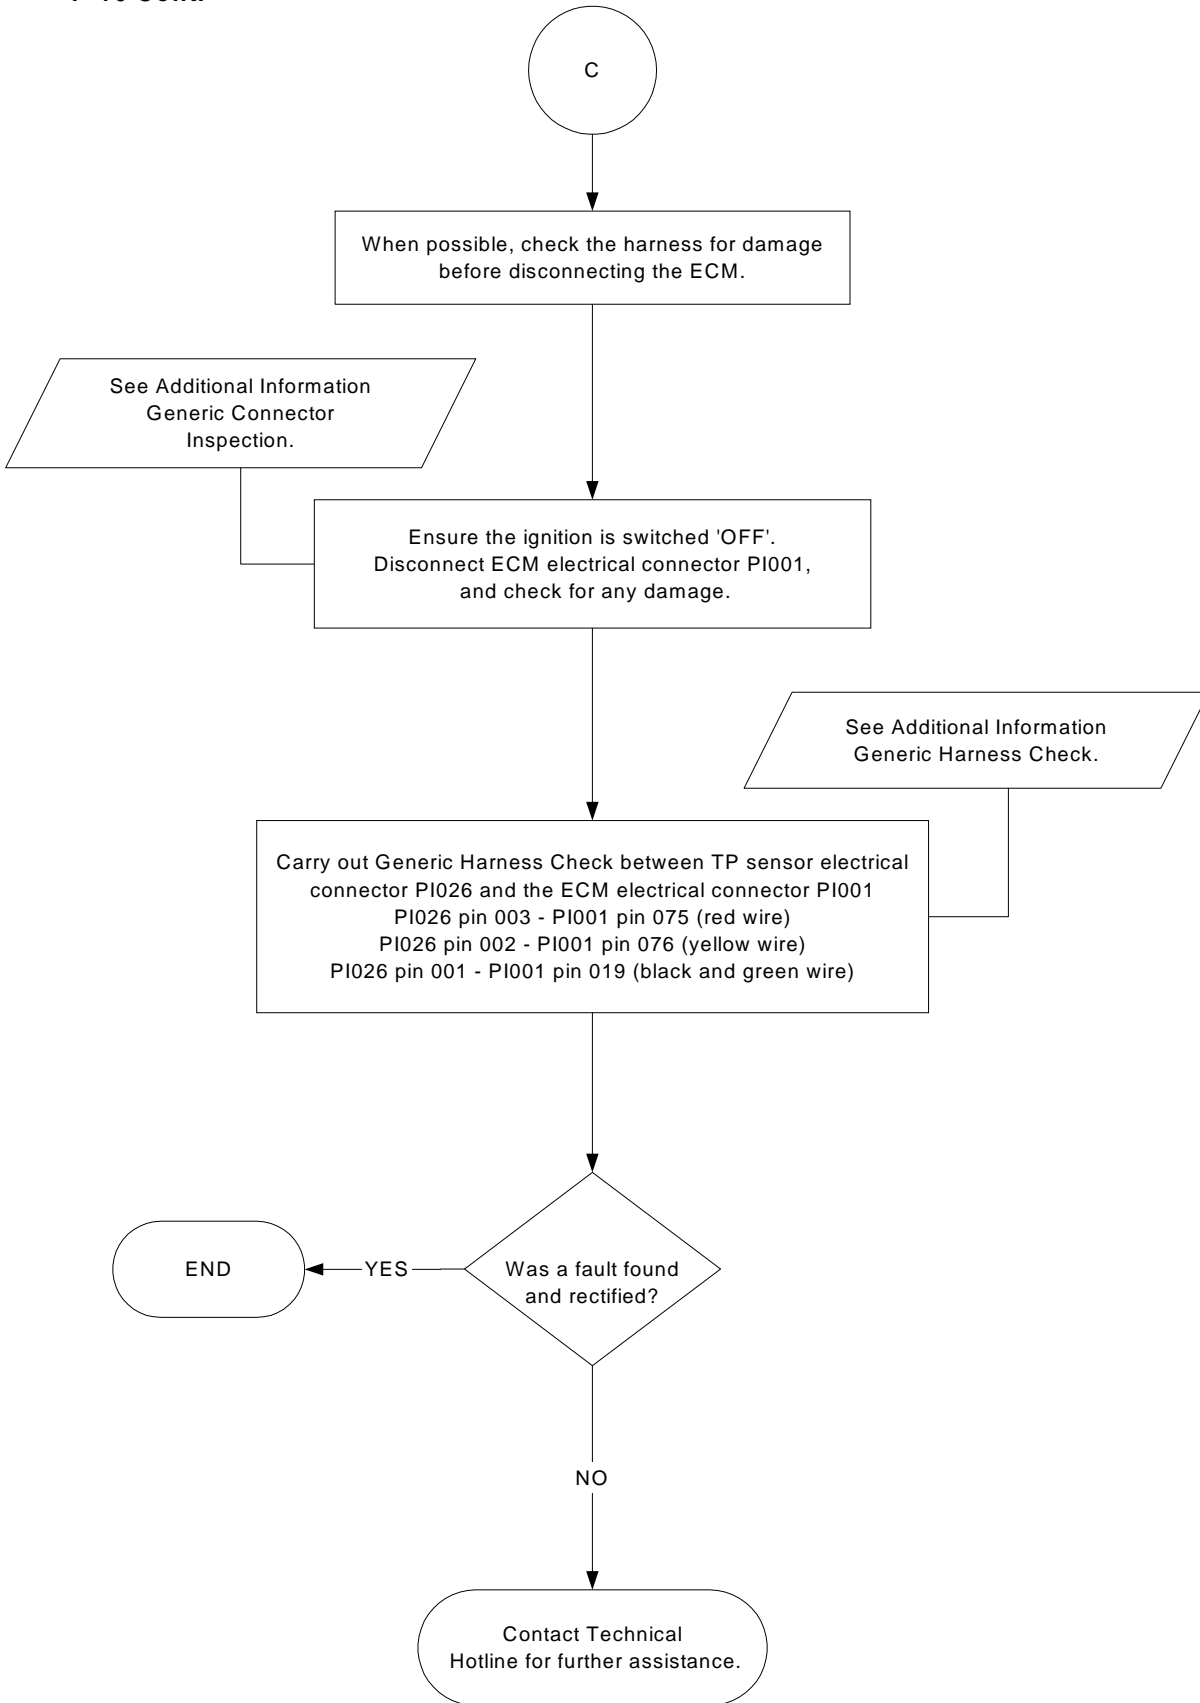 C
When possible, check the harness for damage
before disconnecting the ECM.
See Additional Information
Generic Connector
Inspection.
Ensure the ignition is switched 'OFF'.
Disconnect ECM electrical connector PI001,
and check for any damage.
See Additional Information
Generic Harness Check.
Carry out Generic Harness Check between TP sensor electrical
connector PI026 and the ECM electrical connector PI001
PI026 pin 003 - PI001 pin 075 (red wire)
PI026 pin 002 - PI001 pin 076 (yellow wire)
PI026 pin 001 - PI001 pin 019 (black and green wire)
Was a fault found
and rectified?
YES
END
NO
Contact Technical
Hotline for further assistance.